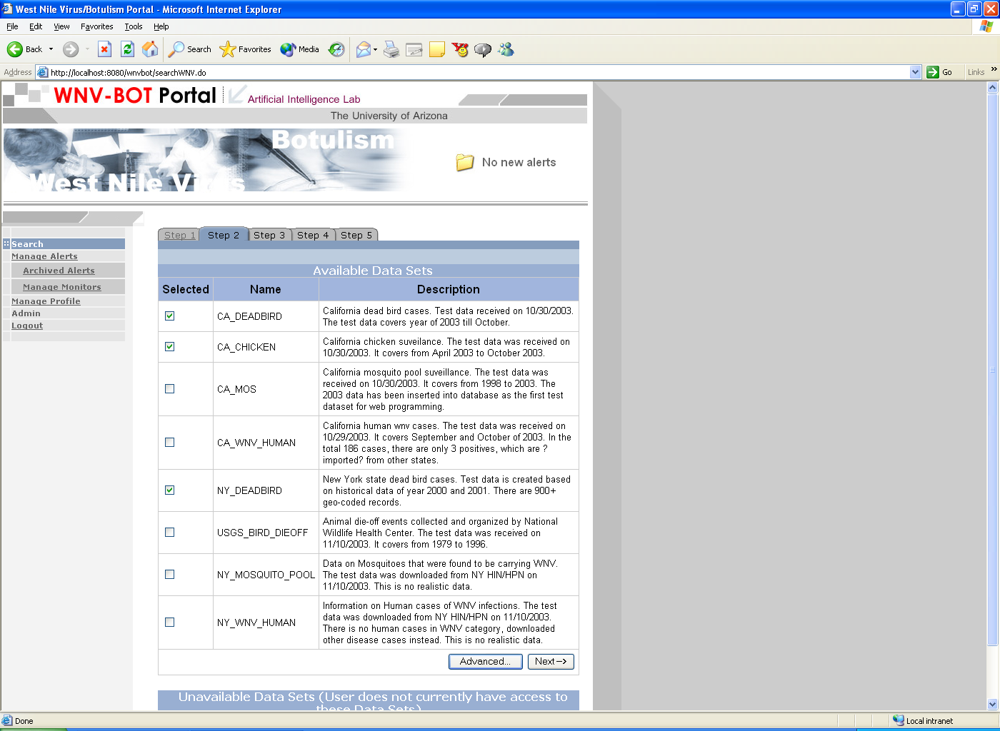 West Nile Virus/Botulism Portal - Microsoft Internet Explorer
File Edit View Favorites Tools Help
Back Search Favorites Media
Address http://localhost:8080/wnvbot/searchWNV.do Go Links »
WNV-BOT Portal Artificial Intelligence Lab
The University of Arizona
Botulism
West Nile Virus
No new alerts
Search
Manage Alerts
Archived Alerts
Manage Monitors
Manage Profile
Admin
Logout
Step 1 Step 2 Step 3 Step 4 Step 5
Available Data Sets
Selected Name Description
CA_DEADBIRD
California dead bird cases. Test data received on 10/30/2003.
The test data covers year of 2003 till October.
CA_CHICKEN
California chicken suveilance. The test data was received on
10/30/2003. It covers from April 2003 to October 2003.
CA_MOS
California mosquito pool suveillance. The test data was
received on 10/30/2003. It covers from 1998 to 2003. The
2003 data has been inserted into database as the first test
dataset for web programming.
CA_WNV_HUMAN
California human wnv cases. The test data was received on
10/29/2003. It covers September and October of 2003. In the
total 186 cases, there are only 3 positives, which are ?
imported? from other states.
NY_DEADBIRD
New York state dead bird cases. Test data is created based
on historical data of year 2000 and 2001. There are 900+
geo-coded records.
USGS_BIRD_DIEOFF
Animal die-off events collected and organized by National
Wildlife Health Center. The test data was received on
11/10/2003. It covers from 1979 to 1996.
NY_MOSQUITO_POOL
Data on Mosquitoes that were found to be carrying WNV.
The test data was downloaded from NY HIN/HPN on
11/10/2003. This is no realistic data.
NY_WNV_HUMAN
Information on Human cases of WNV infections. The test
data was downloaded from NY HIN/HPN on 11/10/2003.
There is no human cases in WNV category, downloaded
other disease cases instead. This is no realistic data.
Advanced... Next-->
Unavailable Data Sets (User does not currently have access to
these Data Sets)
Done Local intranet